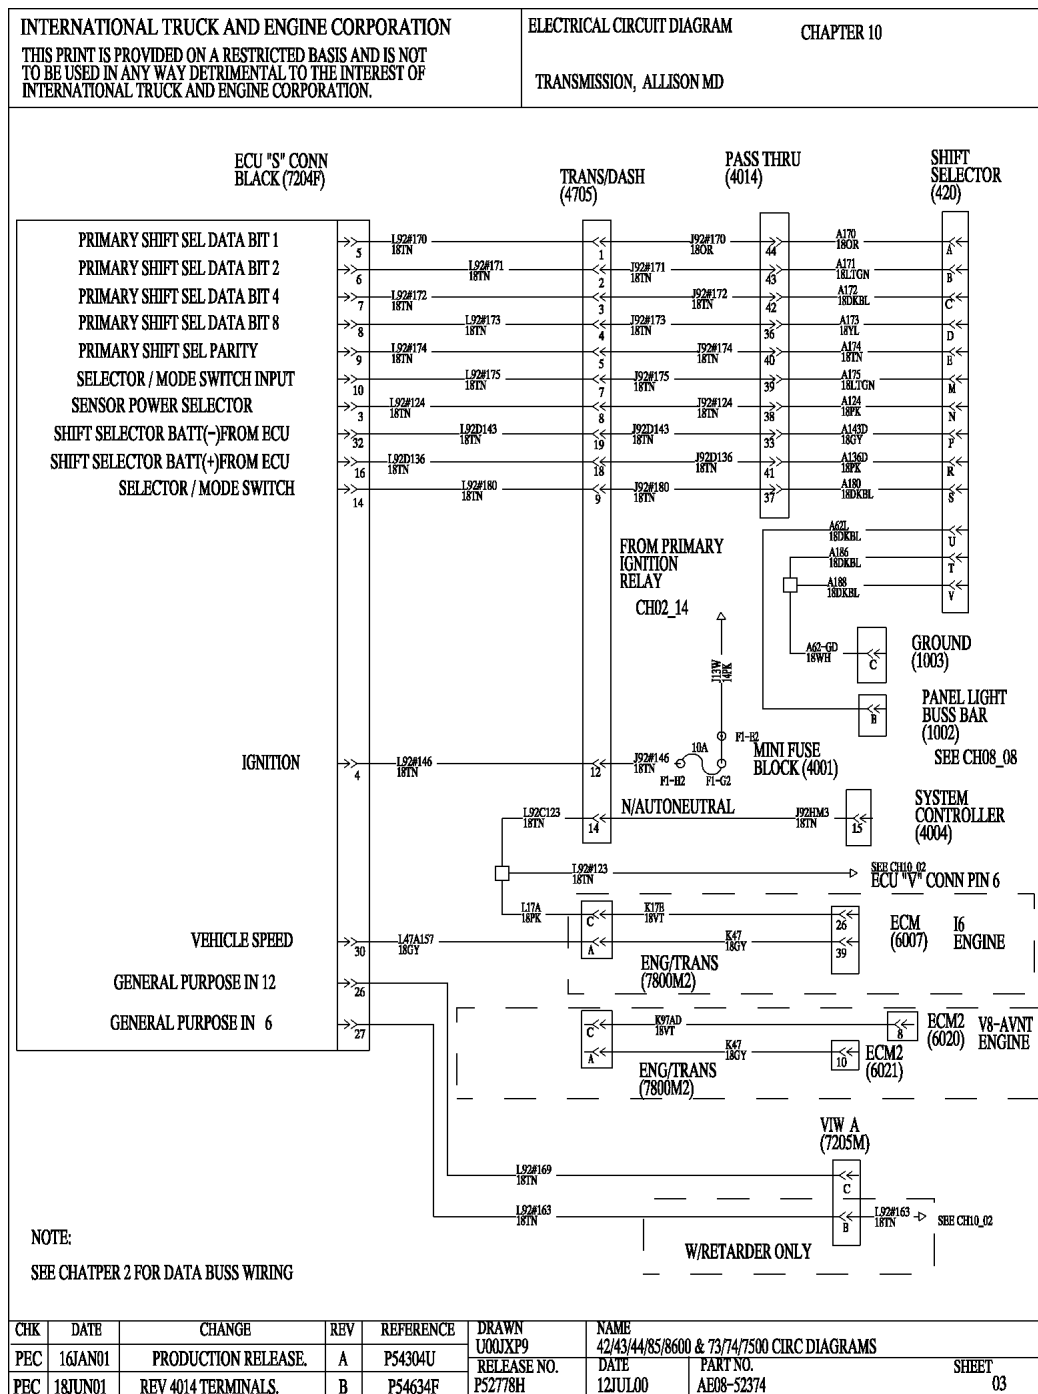 INTERNATIONAL TRUCK AND ENGINE CORPORATION
THIS PRINT IS PROVIDED ON A RESTRICTED BASIS AND IS NOT
TO BE USED IN ANY WAY DETRIMENTAL TO THE INTEREST OF
INTERNATIONAL TRUCK AND ENGINE CORPORATION.
ELECTRICAL CIRCUIT DIAGRAM
CHAPTER 10
TRANSMISSION, ALLISON MD
ECU "S" CONN
BLACK (7204F)
TRANS/DASH
(4705)
PASS THRU
(4014)
SHIFT
SELECTOR
(420)
PRIMARY SHIFT SEL DATA BIT 1
5
L92#170
18TN
1
J92#170
18OR
44
A170
18OR
A
PRIMARY SHIFT SEL DATA BIT 2
6
L92#171
18TN
2
J92#171
18TN
43
A171
18LTGN
B
PRIMARY SHIFT SEL DATA BIT 4
7
L92#172
18TN
3
J92#172
18TN
42
A172
18DKBL
C
PRIMARY SHIFT SEL DATA BIT 8
8
L92#173
18TN
4
J92#173
18TN
36
A173
18YL
D
PRIMARY SHIFT SEL PARITY
9
L92#174
18TN
5
J92#174
18TN
40
A174
18TN
E
SELECTOR / MODE SWITCH INPUT
10
L92#175
18TN
7
J92#175
18TN
39
A175
18LTGN
M
SENSOR POWER SELECTOR
3
L92#124
18TN
8
J92#124
18TN
38
A124
18PK
N
SHIFT SELECTOR BATT(-)FROM ECU
32
L92D143
18TN
19
J92D143
18TN
33
A143D
18GY
P
SHIFT SELECTOR BATT(+)FROM ECU
16
L92D136
18TN
18
J92D136
18TN
41
A136D
18PK
R
SELECTOR / MODE SWITCH
14
L92#180
18TN
9
J92#180
18TN
37
A180
18DKBL
S
A62L
18DKBL
U
A186
18DKBL
T
A188
18DKBL
V
FROM PRIMARY
IGNITION
RELAY
CH02_14
J13W
14PK
A62-GD
18WH
C
GROUND
(1003)
B
PANEL LIGHT
BUSS BAR
(1002)
SEE CH08_08
IGNITION
4
L92#146
18TN
12
J92#146
18TN
10A
F1-H2
F1-G2
F1-E2
MINI FUSE
BLOCK (4001)
L92C123
18TN
14
N/AUTONEUTRAL
J92HM3
18TN
15
SYSTEM
CONTROLLER
(4004)
L92#123
18TN
SEE CH10_02
ECU "V" CONN PIN 6
L17A
18PK
C
K17E
18VT
26
ECM
(6007)
I6
ENGINE
VEHICLE SPEED
30
L47A157
18GY
A
K47
18GY
39
ENG/TRANS
(7800M2)
GENERAL PURPOSE IN 12
26
GENERAL PURPOSE IN 6
27
C
K97AD
18VT
8
ECM2
(6020)
V8-AVNT
ENGINE
A
K47
18GY
10
ECM2
(6021)
ENG/TRANS
(7800M2)
VIW A
(7205M)
L92#169
18TN
C
L92#163
18TN
B
L92#163
18TN
SEE CH10_02
W/RETARDER ONLY
NOTE:
SEE CHATPER 2 FOR DATA BUSS WIRING
CHK DATE CHANGE REV REFERENCE
PEC 16JAN01 PRODUCTION RELEASE. A P54304U
PEC 18JUN01 REV 4014 TERMINALS. B P54634F
DRAWN
U00JXP9
RELEASE NO.
P52778H
NAME
42/43/44/85/8600 & 73/74/7500 CIRC DIAGRAMS
DATE
12JUL00
PART NO.
AE08-52374
SHEET
03